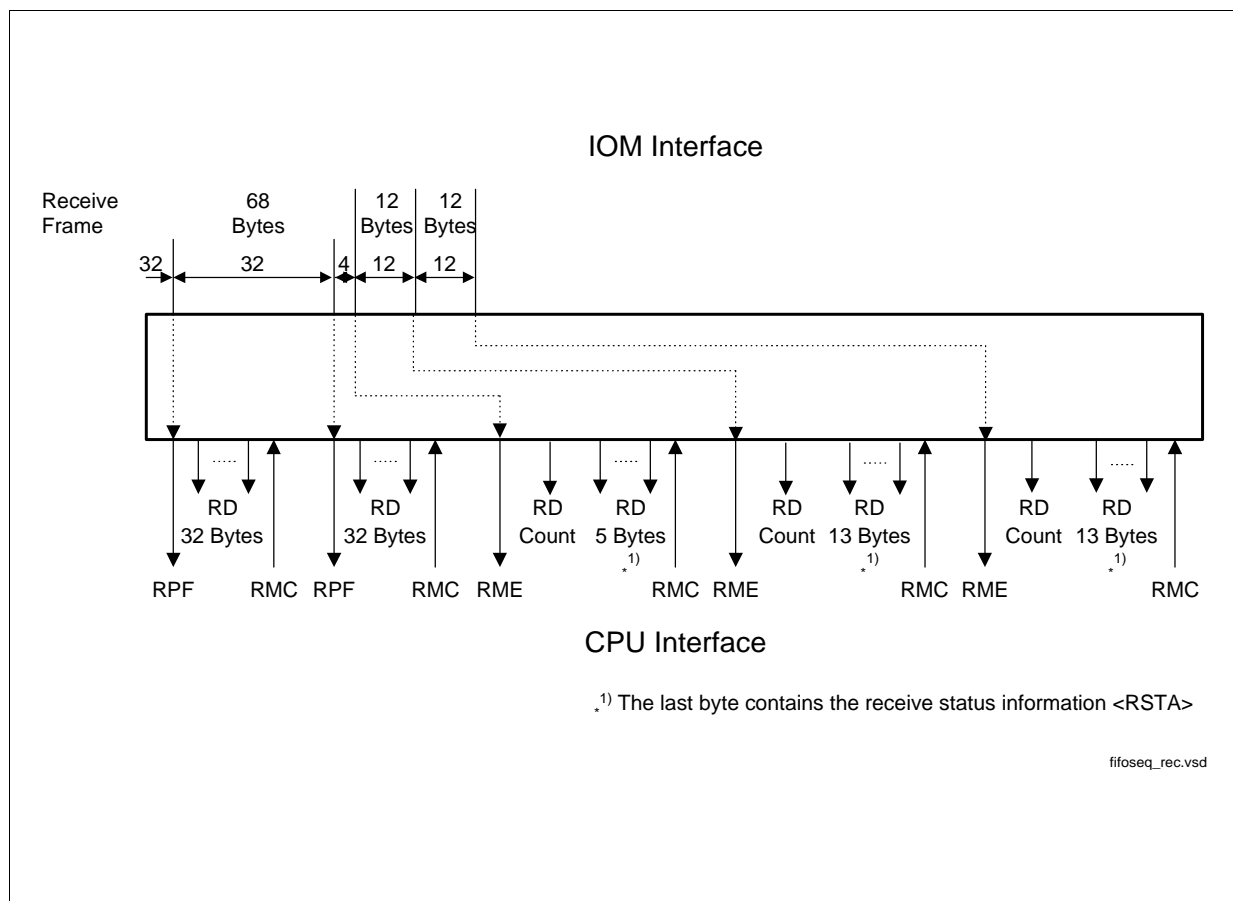 IOM Interface
Receive
Frame
68
Bytes
12
Bytes
12
Bytes
32
32
4
12
12
.....
.....
.....
.....
.....
RD
32 Bytes
RD
32 Bytes
RD
Count
RD
5 Bytes
*1)
RD
Count
RD
13 Bytes
*1)
RD
Count
RD
13 Bytes
*1)
RPF
RMC
RPF
RMC
RME
RMC
RME
RMC
RME
RMC
CPU Interface
*1) The last byte contains the receive status information <RSTA>
fifoseq_rec.vsd